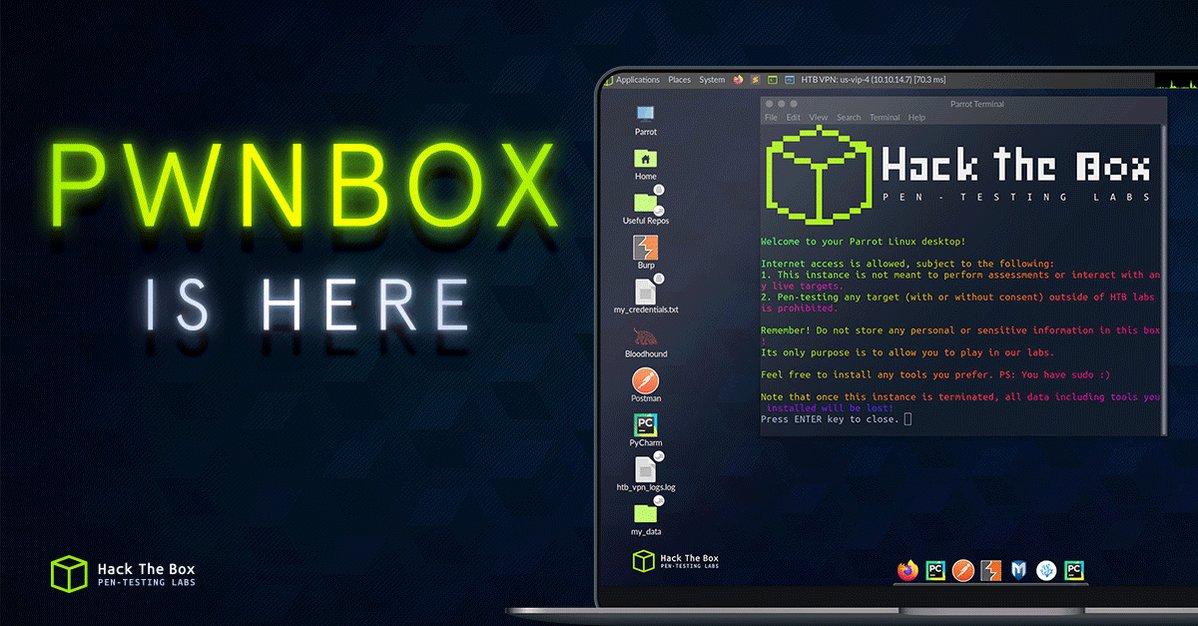 PWNBOX
IS HERE
Hack The Box
PEN-TESTING LABS
Applications Places System HTB VPN: us-vip-4 (10.10.14.7) [70.3 ms]
Parrot
Home
Useful Repos
Burp
my_credentials.txt
Bloodhound
Postman
PC
PyCharm
htb_vpn_logs.log
my_data
Hack The Box
PEN-TESTING LABS
Parrot Terminal
File Edit View Search Terminal Help
Hack The Box
PEN - TESTING LABS
Welcome to your Parrot Linux desktop!
Internet access is allowed, subject to the following:
1. This instance is not meant to perform assessments or interact with an
y live targets.
2. Pen-testing any target (with or without consent) outside of HTB labs
is prohibited.
Remember! Do not store any personal or sensitive information in this box
!
Its only purpose is to allow you to play in our labs.
Feel free to install any tools you prefer. PS: You have sudo :)
Note that once this instance is terminated, all data including tools you
installed will be lost!
Press ENTER key to close.
PC
PC